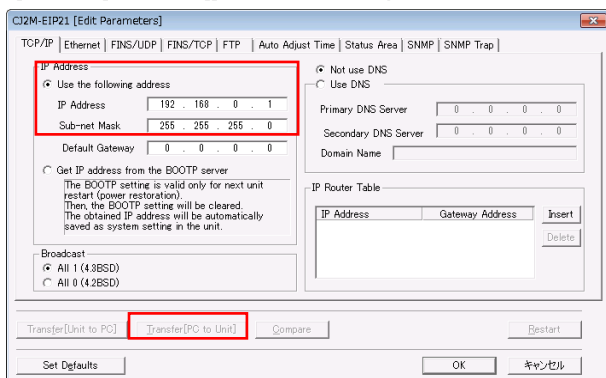 CJ2M-EIP21 [Edit Parameters]
TCP/IP Ethernet FINS/UDP FINS/TCP FTP Auto Adjust Time Status Area SNMP SNMP Trap
IP Address
Use the following address
IP Address 192 . 168 . 0 . 1
Sub-net Mask 255 . 255 . 255 . 0
Default Gateway 0 . 0 . 0 . 0
Get IP address from the BOOTP server
The BOOTP setting is valid only for next unit
restart (power restoration).
Then, the BOOTP setting will be cleared.
The obtained IP address will be automatically
saved as system setting in the unit.
Broadcast
All 1 (4.3BSD)
All 0 (4.2BSD)
Not use DNS
Use DNS
Primary DNS Server 0 . 0 . 0 . 0
Secondary DNS Server 0 . 0 . 0 . 0
Domain Name
IP Router Table
IP Address Gateway Address Insert
Delete
Transfer[Unit to PC] Transfer[PC to Unit] Compare Restart
Set Defaults OK キャンセル